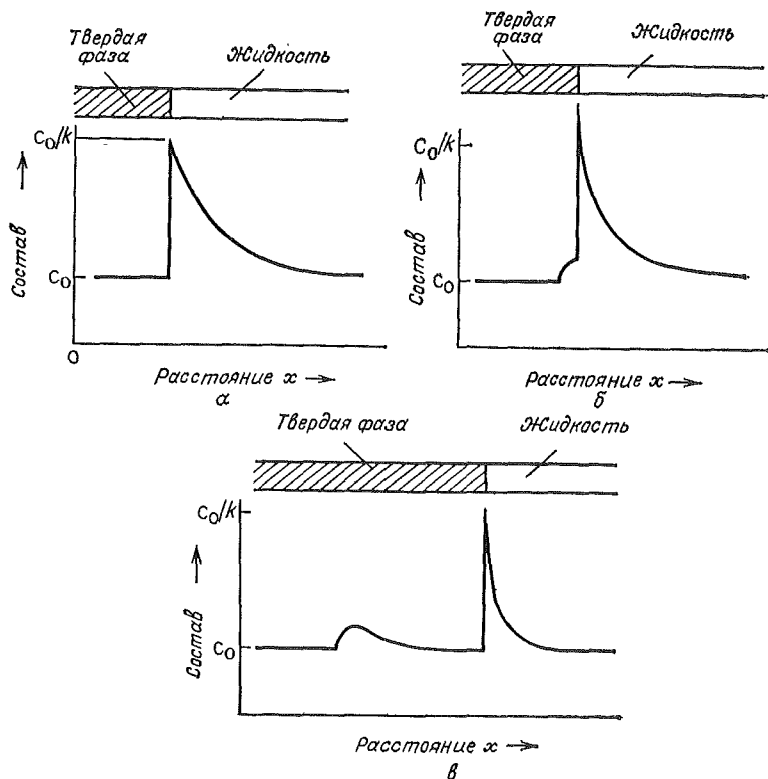 Твердая
фаза
Жидкость
C₀/k
Состав
C₀
0
Расстояние x
а
Твердая
фаза
Жидкость
C₀/k
Состав
C₀
Расстояние x
б
Твердая фаза
Жидкость
C₀/k
Состав
C₀
Расстояние x
в